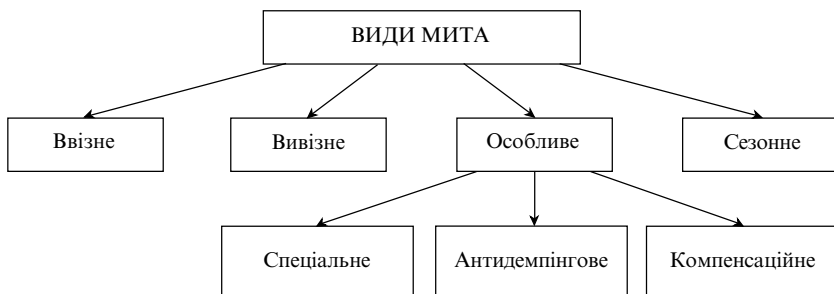 ВИДИ МИТА
Ввізне
Вивізне
Особливе
Сезонне
Спеціальне
Антидемпінгове
Компенсаційне